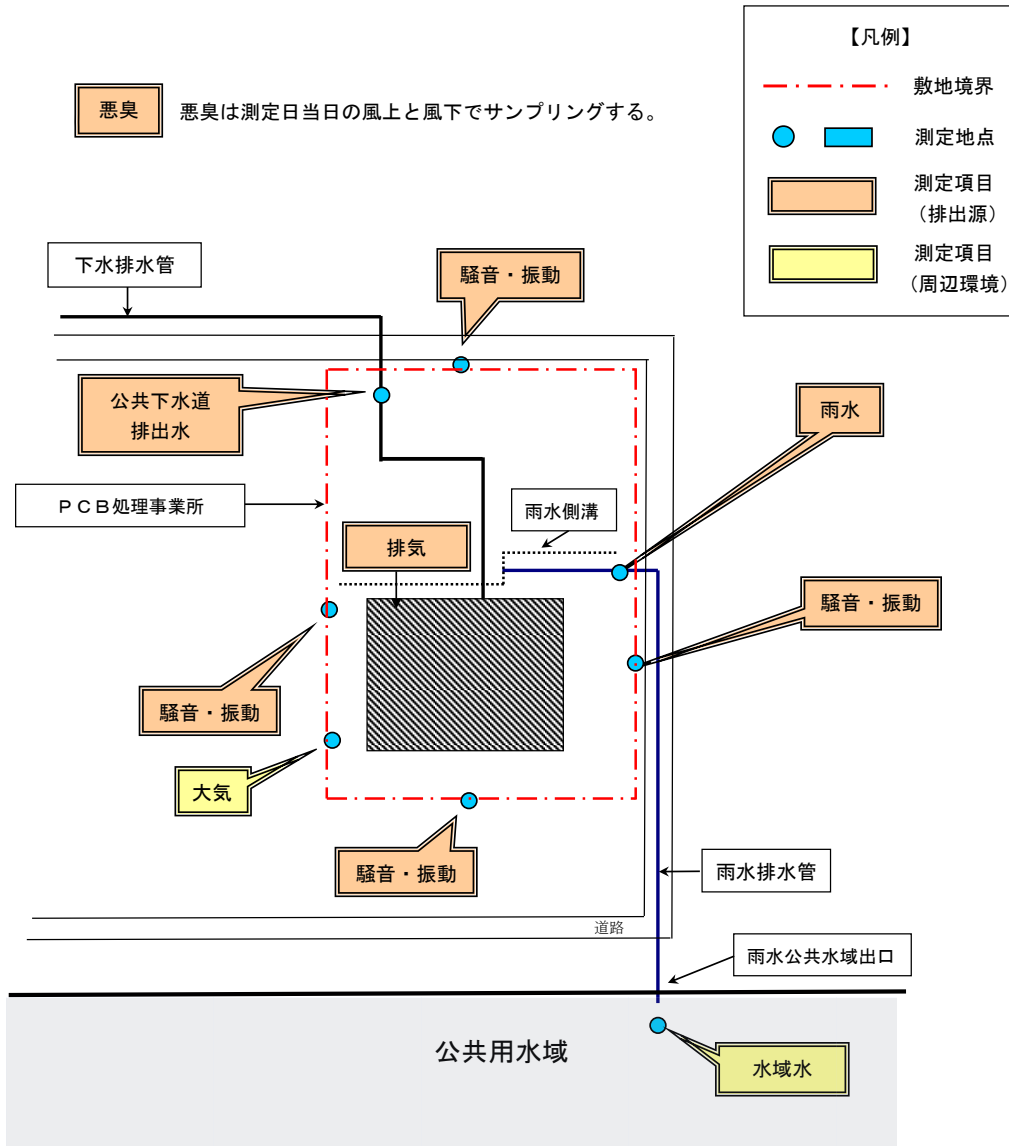 【凡例】
敷地境界
測定地点
測定項目
（排出源）
測定項目
（周辺環境）
悪臭
悪臭は測定日当日の風上と風下でサンプリングする。
下水排水管
騒音・振動
公共下水道
排出水
雨水
ＰＣＢ処理事業所
雨水側溝
排気
騒音・振動
騒音・振動
大気
騒音・振動
雨水排水管
道路
雨水公共水域出口
公共用水域
水域水